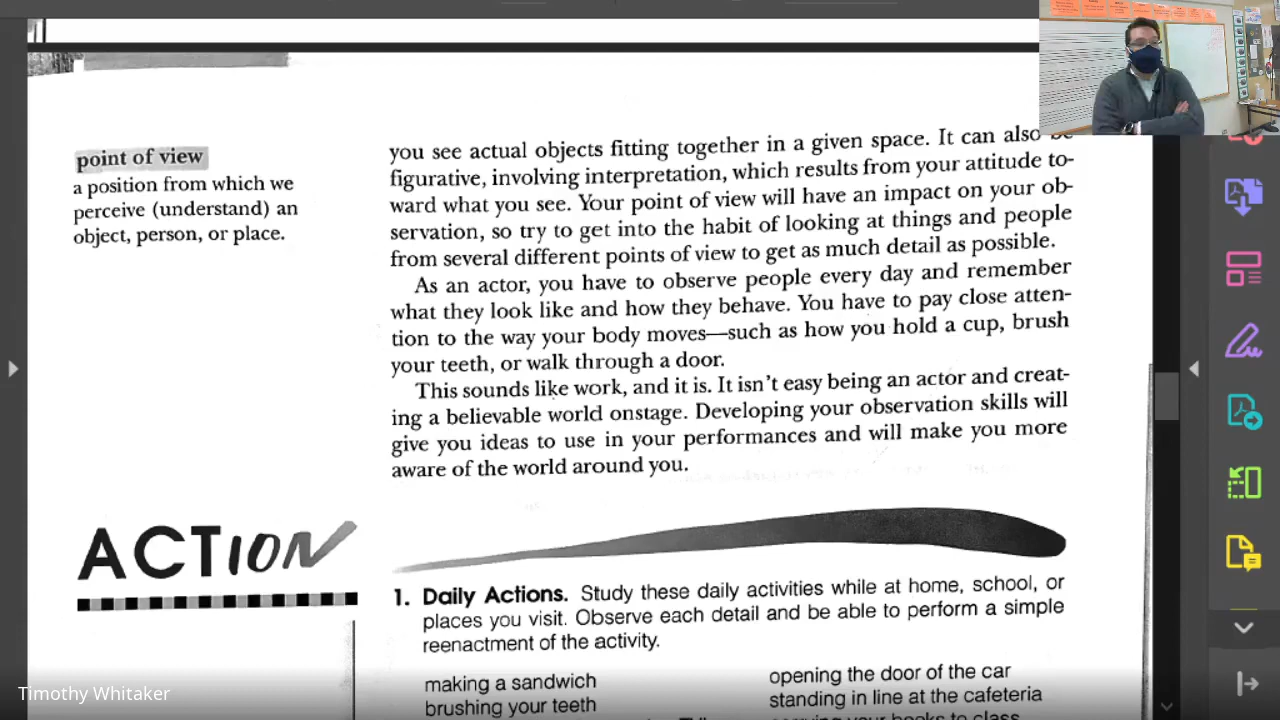 point of view
a position from which we
perceive (understand) an
object, person, or place.
you see actual objects fitting together in a given space. It can also
figurative, involving interpretation, which results from your attitude to-
ward what you see. Your point of view will have an impact on your ob-
servation, so try to get into the habit of looking at things and people
from several different points of view to get as much detail as possible.
As an actor, you have to observe people every day and remember
what they look like and how they behave. You have to pay close atten-
tion to the way your body moves—such as how you hold a cup, brush
your teeth, or walk through a door.
This sounds like work, and it is. It isn't easy being an actor and creat-
ing a believable world onstage. Developing your observation skills will
give you ideas to use in your performances and will make you more
aware of the world around you.
ACTION
1. Daily Actions. Study these daily activities while at home, school, or
places you visit. Observe each detail and be able to perform a simple
reenactment of the activity.
making a sandwich
brushing your teeth
opening the door of the car
standing in line at the cafeteria
carrying your books to class
Timothy Whitaker